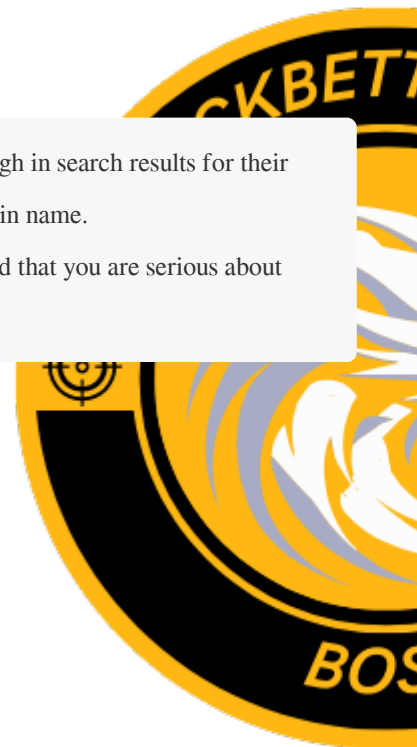 CKBETT
gh in search results for their
in name.
d that you are serious about
BOS